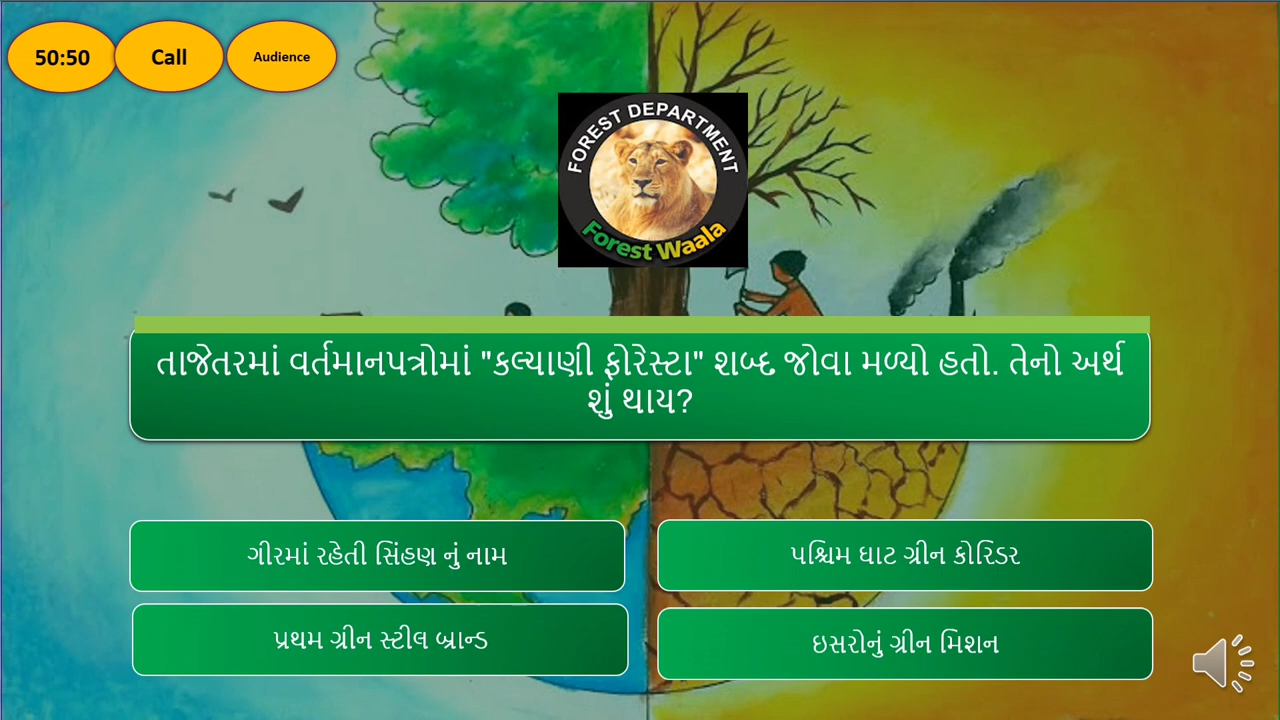 50:50
Call
Audience
FOREST DEPARTMENT
Forest Waala
તાજેતરમાં વર્તમાનપત્રોમાં "કલ્યાણી ફોરેસ્ટા" શબ્દ જોવા મળ્યો હતો. તેનો અર્થ
શું થાય?
ગીરમાં રહેતી સિંહણ નું નામ
પશ્ચિમ ઘાટ ગ્રીન કોરિડર
પ્રથમ ગ્રીન સ્ટીલ બ્રાન્ડ
ઇસરોનું ગ્રીન મિશન